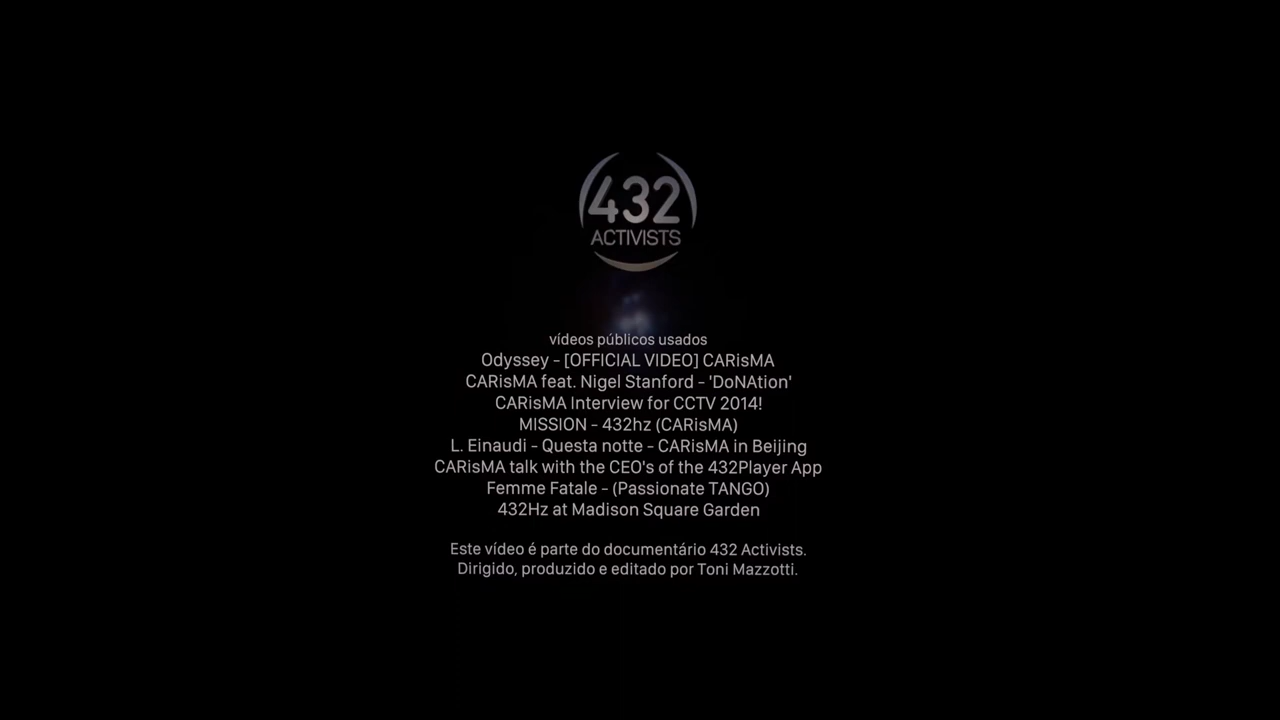 432
ACTIVISTS
vídeos públicos usados
Odyssey - [OFFICIAL VIDEO] CARisMA
CARisMA feat. Nigel Stanford - 'DoNAtion'
CARisMA Interview for CCTV 2014!
MISSION - 432hz (CARisMA)
L. Einaudi - Questa notte - CARisMA in Beijing
CARisMA talk with the CEO's of the 432Player App
Femme Fatale - (Passionate TANGO)
432Hz at Madison Square Garden
Este vídeo é parte do documentário 432 Activists.
Dirigido, produzido e editado por Toni Mazzotti.